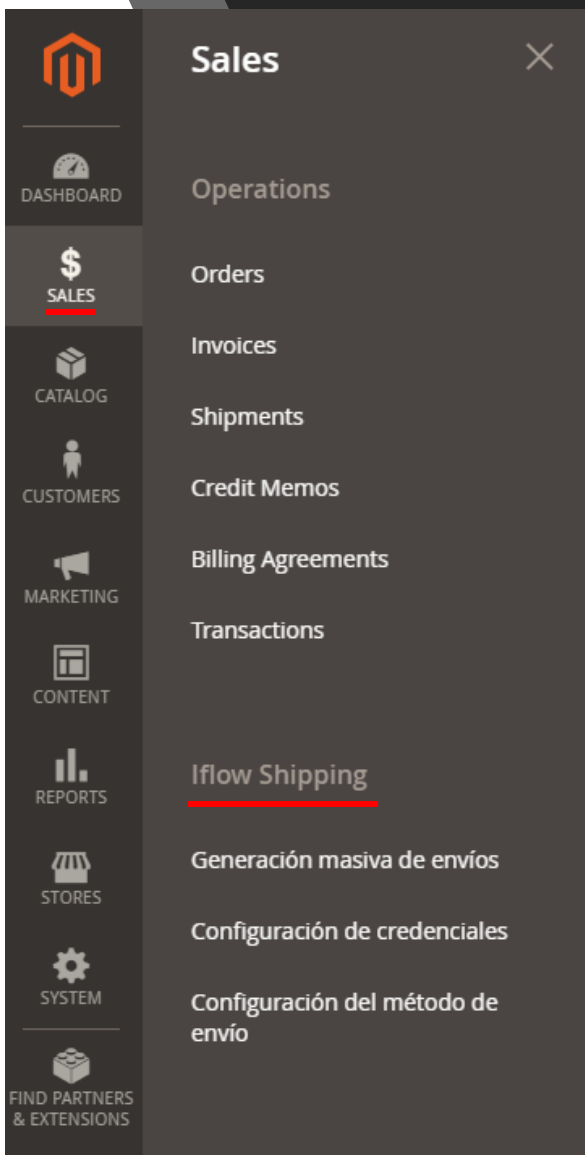 Sales
DASHBOARD
SALES
CATALOG
CUSTOMERS
MARKETING
CONTENT
REPORTS
STORES
SYSTEM
FIND PARTNERS
& EXTENSIONS
Operations
Orders
Invoices
Shipments
Credit Memos
Billing Agreements
Transactions
Iflow Shipping
Generación masiva de envíos
Configuración de credenciales
Configuración del método de
envío